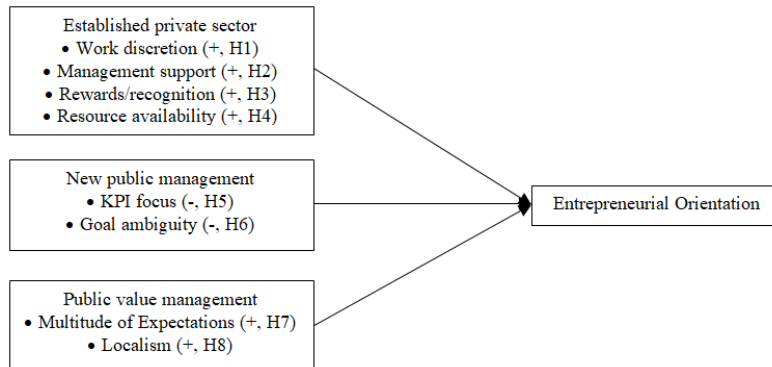 Established private sector
• Work discretion (+, H1)
• Management support (+, H2)
• Rewards/recognition (+, H3)
• Resource availability (+, H4)
New public management
• KPI focus (-, H5)
• Goal ambiguity (-, H6)
Entrepreneurial Orientation
Public value management
• Multitude of Expectations (+, H7)
• Localism (+, H8)